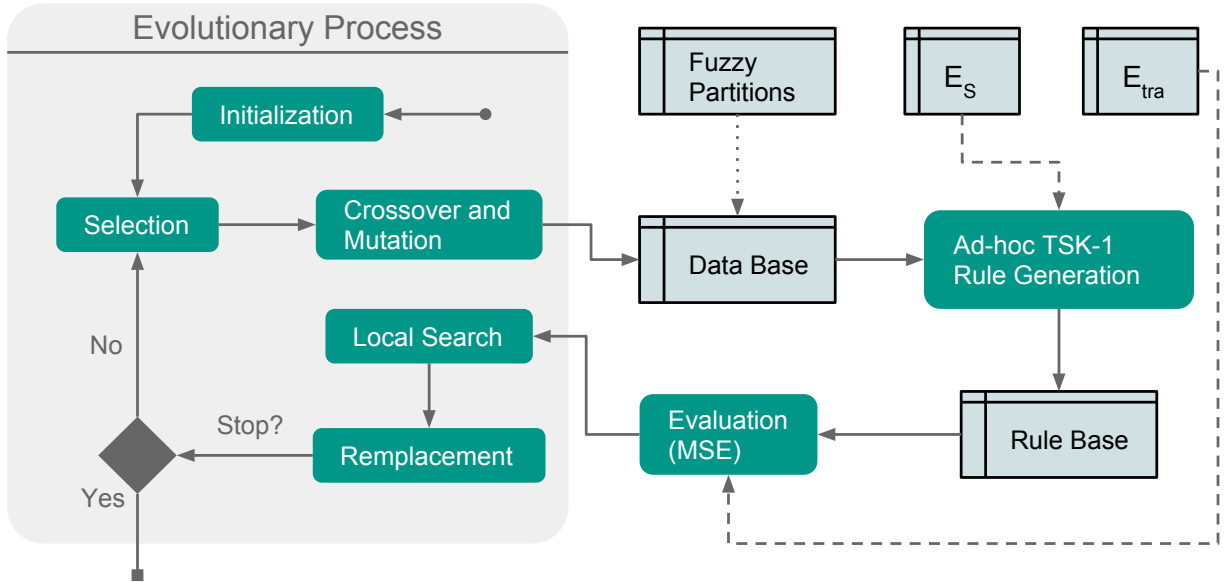 Evolutionary Process
Initialization
Selection
Crossover and
Mutation
Local Search
No
Stop?
Remplacement
Yes
Fuzzy
Partitions
E_S
E_tra
Data Base
Ad-hoc TSK-1
Rule Generation
Evaluation
(MSE)
Rule Base